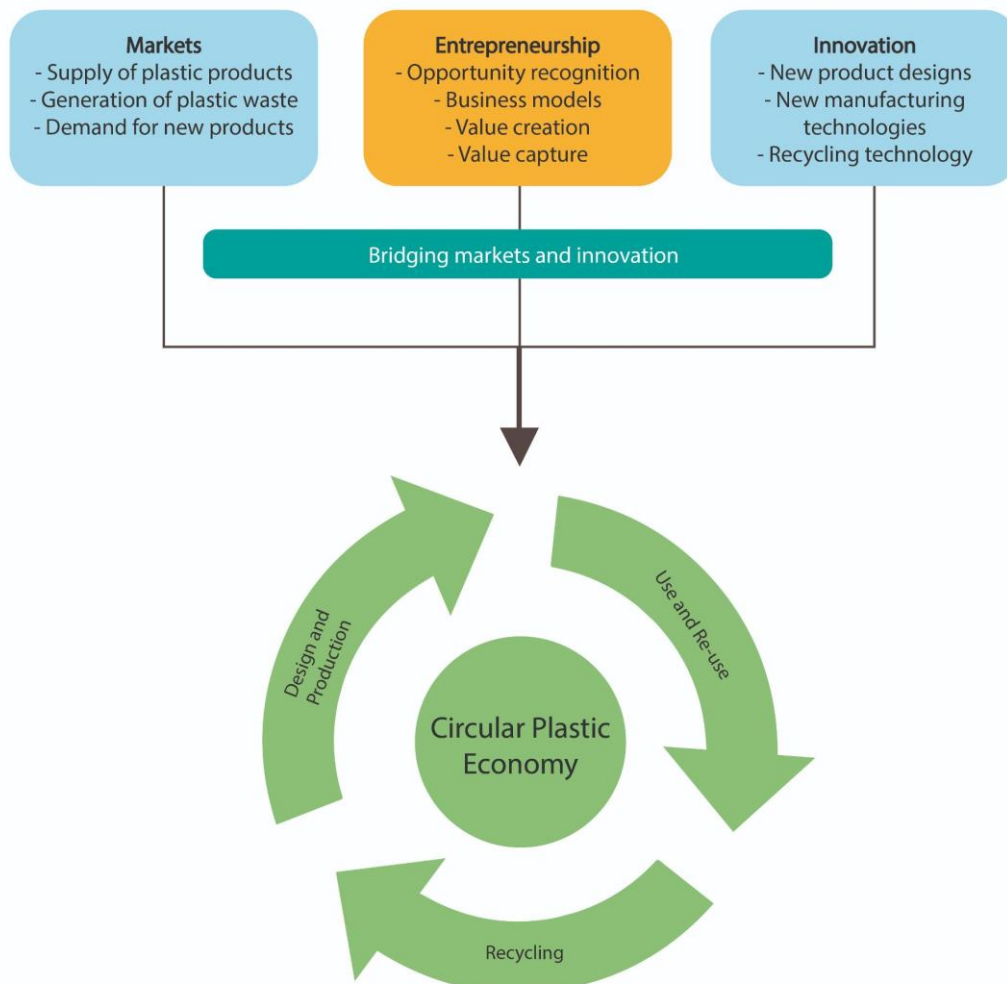 Markets
- Supply of plastic products
- Generation of plastic waste
- Demand for new products
Entrepreneurship
- Opportunity recognition
- Business models
- Value creation
- Value capture
Innovation
- New product designs
- New manufacturing
technologies
- Recycling technology
Bridging markets and innovation
Design and
Production
Use and Re-use
Circular Plastic
Economy
Recycling